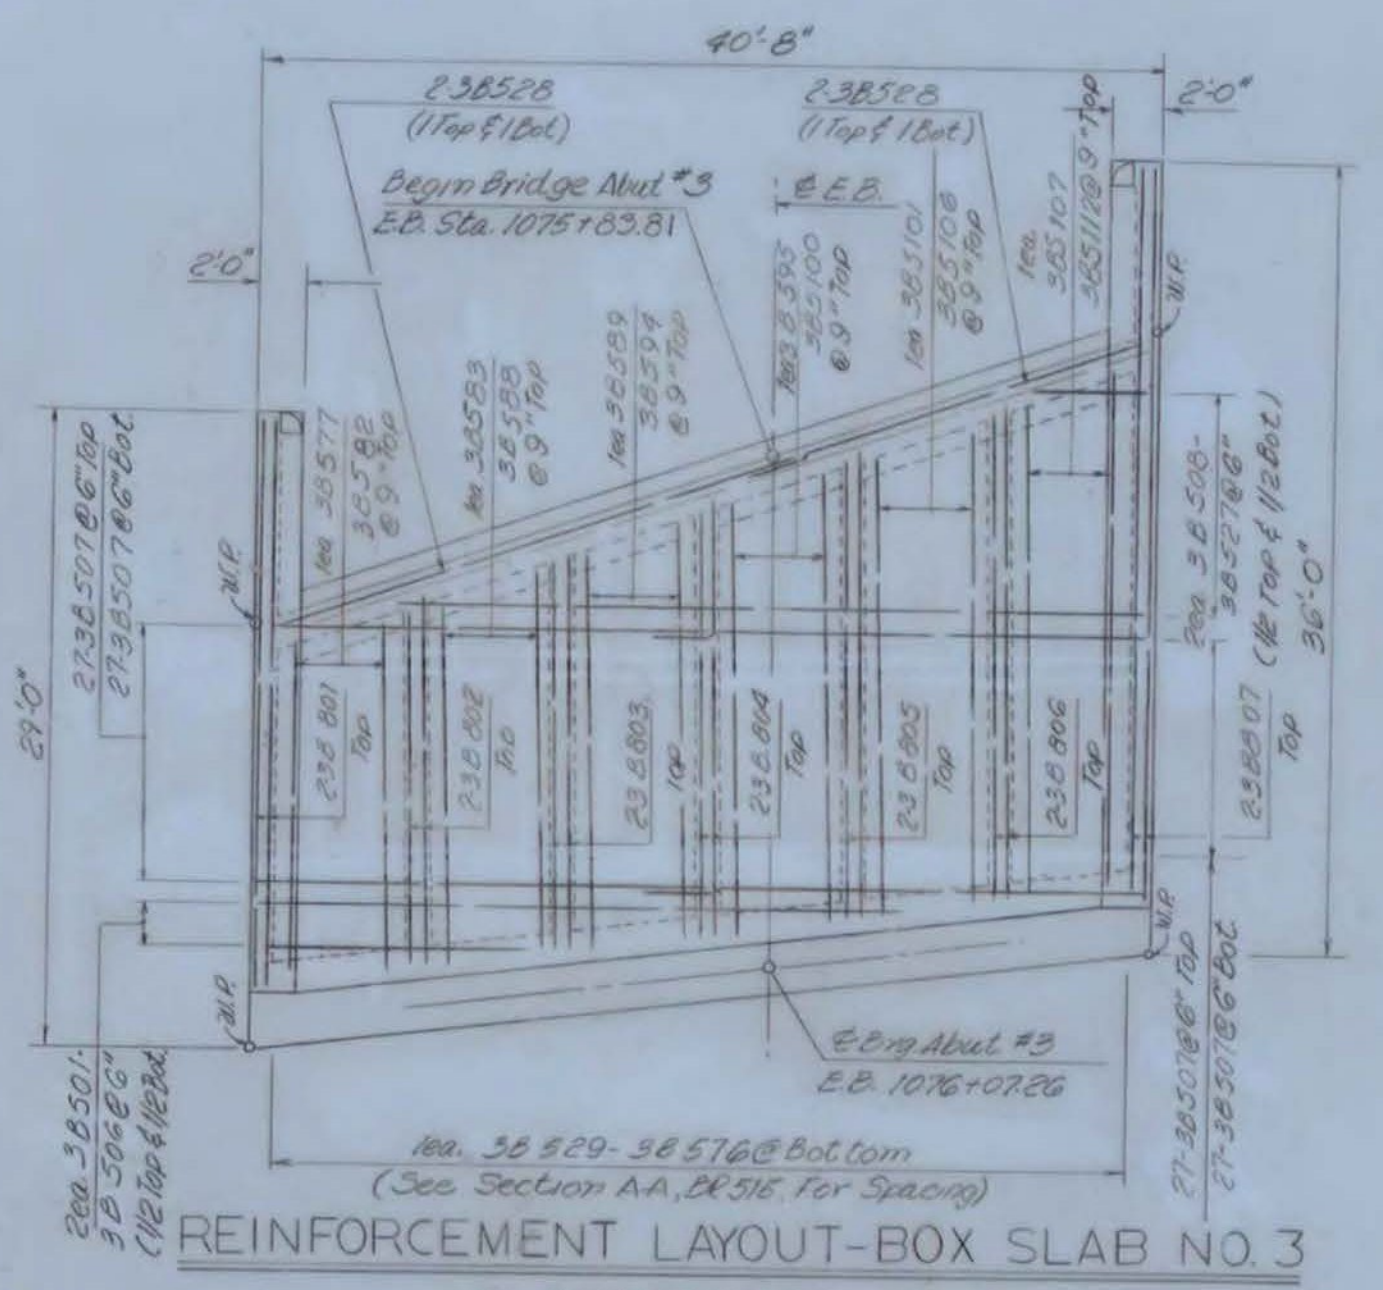 40'-8"
2-3B528
(1 Top & 1 Bot)
2-3B528
(1 Top & 1 Bot)
2'-0"
Begin Bridge Abut #3
E.B. Sta. 1075+83.81
℄ E.B.
2'-0"
1ea. 3B577
3B582
@ 9" Top
1ea. 3B583
3B588
@ 9" Top
1ea 3B589
3B594
@ 9" Top
1ea 3B595
3B5100
@ 9" Top
1ea 3B5101
3B5106
@ 9" Top
1ea.
3B5107
3B5112@ 9" Top
W.P.
W.P.
27-3B507@6" Top
27-3B507@6" Bot.
29'-0"
2ea. 3B508-
3B527@6"
(1/2 Top & 1/2 Bot.)
36'-0"
2-3B801
Top
2-3B802
Top
2-3B803
Top
2-3B804
Top
2-3B805
Top
2-3B806
Top
2-3B807
Top
W.P.
W.P.
2ea. 3B501-
3B506@6"
(1/2 Top & 1/2 Bot.
27-3B507@6" Top
27-3B507@6" Bot.
℄ Brg. Abut #3
E.B. 1076+07.26
1ea. 3B529-3B576@Bottom
(See Section A-A, BR515, For Spacing)
REINFORCEMENT LAYOUT-BOX SLAB NO. 3